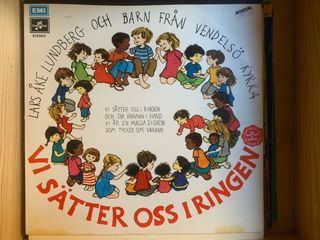 EMI
STEREO
LARS ÅKE LUNDBERG OCH BARN FRÅN VENDELSÖ KYRKA
VI SÄTTER OSS I RINGEN
OCH TAR VARANN I HAND
VI ÄR EN MASSA SYSKON
SOM TYCKER OM VARANN
VI SÄTTER OSS I RINGEN